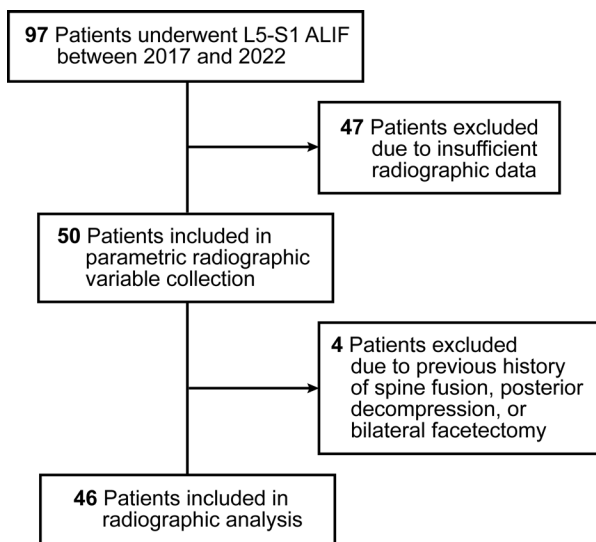 97 Patients underwent L5-S1 ALIF
between 2017 and 2022
47 Patients excluded
due to insufficient
radiographic data
50 Patients included in
parametric radiographic
variable collection
4 Patients excluded
due to previous history
of spine fusion, posterior
decompression, or
bilateral facetectomy
46 Patients included in
radiographic analysis